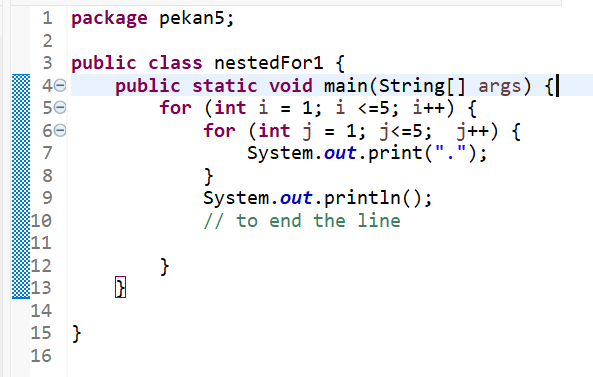 1 package pekan5;
2
3 public class nestedFor1 {
4     public static void main(String[] args) {
5         for (int i = 1; i <=5; i++) {
6             for (int j = 1; j<=5;  j++) {
7                 System.out.print(".");
8             }
9             System.out.println();
10             // to end the line
11
12         }
13     }
14
15 }
16